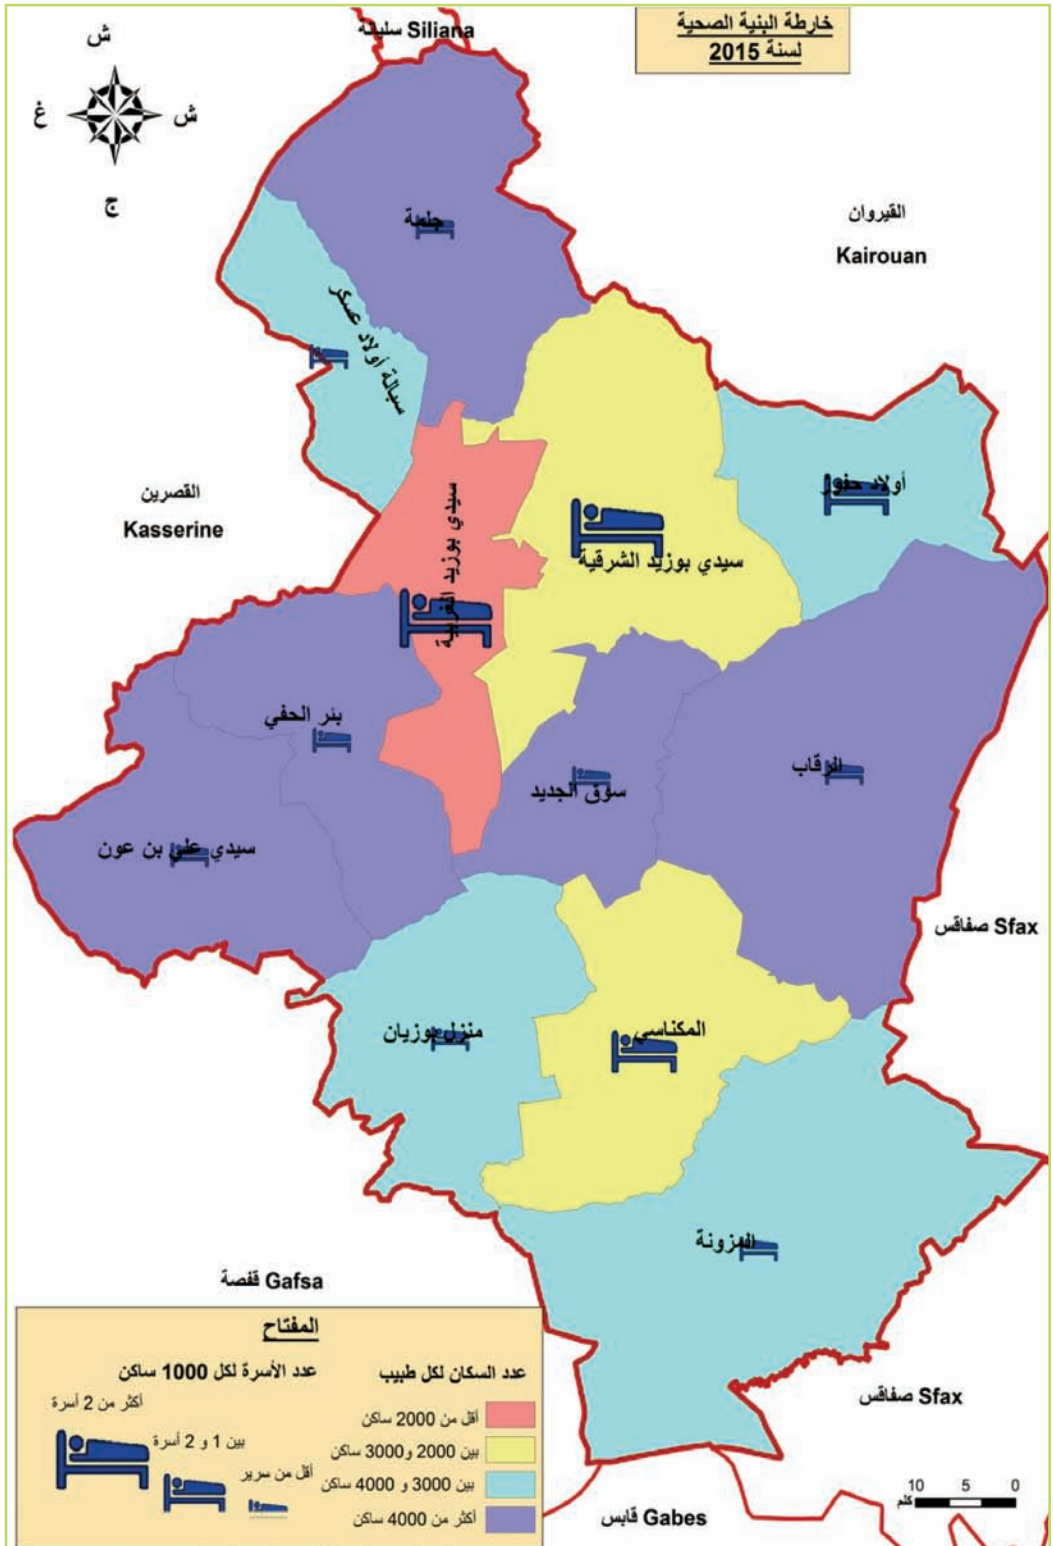 خارطة البنية الصحية
لسنة 2015
سليانة Siliana
ش
غ
ش
ج
القيروان
Kairouan
جلمة
سبالة أولاد عسكر
القصرين
Kasserine
سيدي بوزيد الغربية
سيدي بوزيد الشرقية
أولاد حفوز
بئر الحفي
سوق الجديد
الرقاب
سيدي علي بن عون
صفاقس Sfax
منزل بوزيان
المكناسي
المزونة
قفصة Gafsa
صفاقس Sfax
قابس Gabes
المفتاح
عدد السكان لكل طبيب
أقل من 2000 ساكن
بين 2000 و3000 ساكن
بين 3000 و 4000 ساكن
أكثر من 4000 ساكن
عدد الأسرة لكل 1000 ساكن
أكثر من 2 أسرة
بين 1 و 2 أسرة
أقل من سرير
10 5 0
كلم